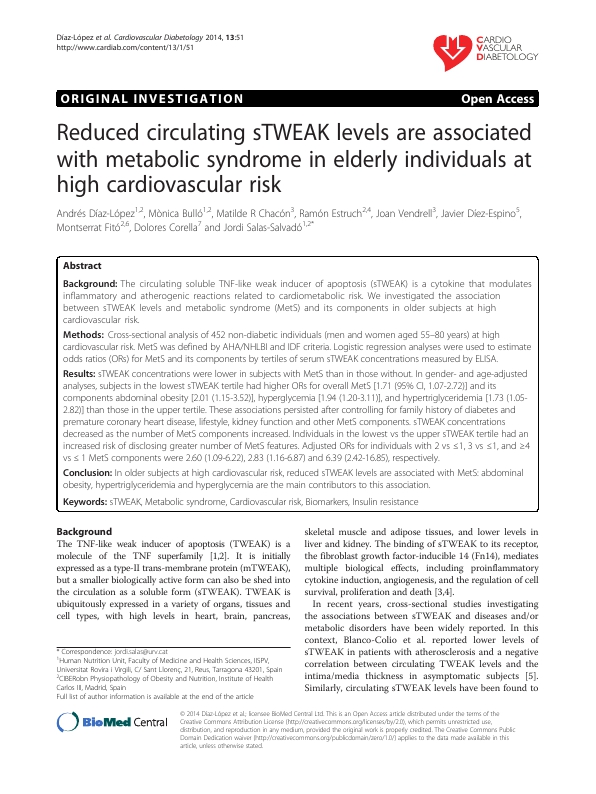 Díaz-López et al. Cardiovascular Diabetology 2014, 13:51
http://www.cardiab.com/content/13/1/51
CARDIO
VASCULAR
DIABETOLOGY
ORIGINAL INVESTIGATION Open Access
Reduced circulating sTWEAK levels are associated
with metabolic syndrome in elderly individuals at
high cardiovascular risk
Andrés Díaz-López1,2, Mònica Bulló1,2, Matilde R Chacón3, Ramón Estruch2,4, Joan Vendrell3, Javier Diez-Espino5,
Montserrat Fitó2,6, Dolores Corella7 and Jordi Salas-Salvadó1,2*
Abstract
Background: The circulating soluble TNF-like weak inducer of apoptosis (sTWEAK) is a cytokine that modulates
inflammatory and atherogenic reactions related to cardiometabolic risk. We investigated the association
between sTWEAK levels and metabolic syndrome (MetS) and its components in older subjects at high
cardiovascular risk.
Methods: Cross-sectional analysis of 452 non-diabetic individuals (men and women aged 55–80 years) at high
cardiovascular risk. MetS was defined by AHA/NHLBI and IDF criteria. Logistic regression analyses were used to estimate
odds ratios (ORs) for MetS and its components by tertiles of serum sTWEAK concentrations measured by ELISA.
Results: sTWEAK concentrations were lower in subjects with MetS than in those without. In gender- and age-adjusted
analyses, subjects in the lowest sTWEAK tertile had higher ORs for overall MetS [1.71 (95% CI, 1.07-2.72)] and its
components abdominal obesity [2.01 (1.15-3.52)], hyperglycemia [1.94 (1.20-3.11)], and hypertriglyceridemia [1.73 (1.05-
2.82)] than those in the upper tertile. These associations persisted after controlling for family history of diabetes and
premature coronary heart disease, lifestyle, kidney function and other MetS components. sTWEAK concentrations
decreased as the number of MetS components increased. Individuals in the lowest vs the upper sTWEAK tertile had an
increased risk of disclosing greater number of MetS features. Adjusted ORs for individuals with 2 vs ≤1, 3 vs ≤1, and ≥4
vs ≤ 1 MetS components were 2.60 (1.09-6.22), 2.83 (1.16-6.87) and 6.39 (2.42-16.85), respectively.
Conclusion: In older subjects at high cardiovascular risk, reduced sTWEAK levels are associated with MetS: abdominal
obesity, hypertriglyceridemia and hyperglycemia are the main contributors to this association.
Keywords: sTWEAK, Metabolic syndrome, Cardiovascular risk, Biomarkers, Insulin resistance
Background
The TNF-like weak inducer of apoptosis (TWEAK) is a
molecule of the TNF superfamily [1,2]. It is initially
expressed as a type-II trans-membrane protein (mTWEAK),
but a smaller biologically active form can also be shed into
the circulation as a soluble form (sTWEAK). TWEAK is
ubiquitously expressed in a variety of organs, tissues and
cell types, with high levels in heart, brain, pancreas,
* Correspondence: jordi.salas@urv.cat
1Human Nutrition Unit, Faculty of Medicine and Health Sciences, IISPV,
Universitat Rovira i Virgili, C/ Sant Llorenç, 21, Reus, Tarragona 43201, Spain
2CIBERobn Physiopathology of Obesity and Nutrition, Institute of Health
Carlos III, Madrid, Spain
Full list of author information is available at the end of the article
skeletal muscle and adipose tissues, and lower levels in
liver and kidney. The binding of sTWEAK to its receptor,
the fibroblast growth factor-inducible 14 (Fn14), mediates
multiple biological effects, including proinflammatory
cytokine induction, angiogenesis, and the regulation of cell
survival, proliferation and death [3,4].
In recent years, cross-sectional studies investigating
the associations between sTWEAK and diseases and/or
metabolic disorders have been widely reported. In this
context, Blanco-Colio et al. reported lower levels of
sTWEAK in patients with atherosclerosis and a negative
correlation between circulating TWEAK levels and the
intima/media thickness in asymptomatic subjects [5].
Similarly, circulating sTWEAK levels have been found to
BioMed Central
© 2014 Díaz-López et al.; licensee BioMed Central Ltd. This is an Open Access article distributed under the terms of the
Creative Commons Attribution License (http://creativecommons.org/licenses/by/2.0), which permits unrestricted use,
distribution, and reproduction in any medium, provided the original work is properly credited. The Creative Commons Public
Domain Dedication waiver (http://creativecommons.org/publicdomain/zero/1.0/) applies to the data made available in this
article, unless otherwise stated.